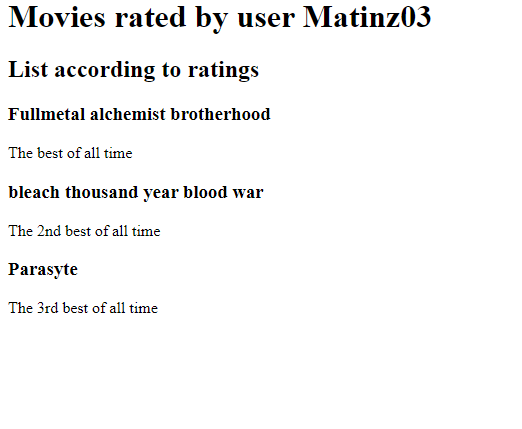 Movies rated by user Matinz03
List according to ratings
Fullmetal alchemist brotherhood
The best of all time
bleach thousand year blood war
The 2nd best of all time
Parasyte
The 3rd best of all time